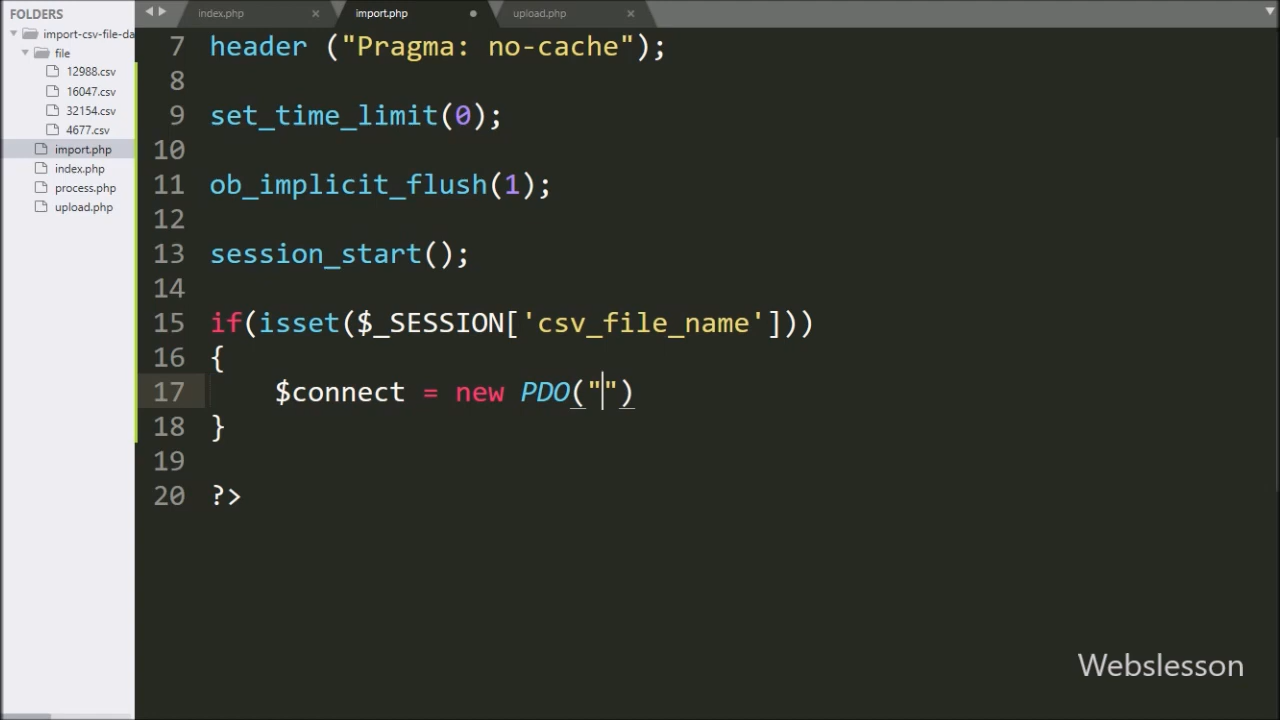 FOLDERS
import-csv-file-da
file
12988.csv
16047.csv
32154.csv
4677.csv
import.php
index.php
process.php
upload.php
index.php × import.php ● upload.php ×
7 header ("Pragma: no-cache");
8
9 set_time_limit(0);
10
11 ob_implicit_flush(1);
12
13 session_start();
14
15 if(isset($_SESSION['csv_file_name']))
16 {
17 $connect = new PDO("")
18 }
19
20 ?>
Webslesson